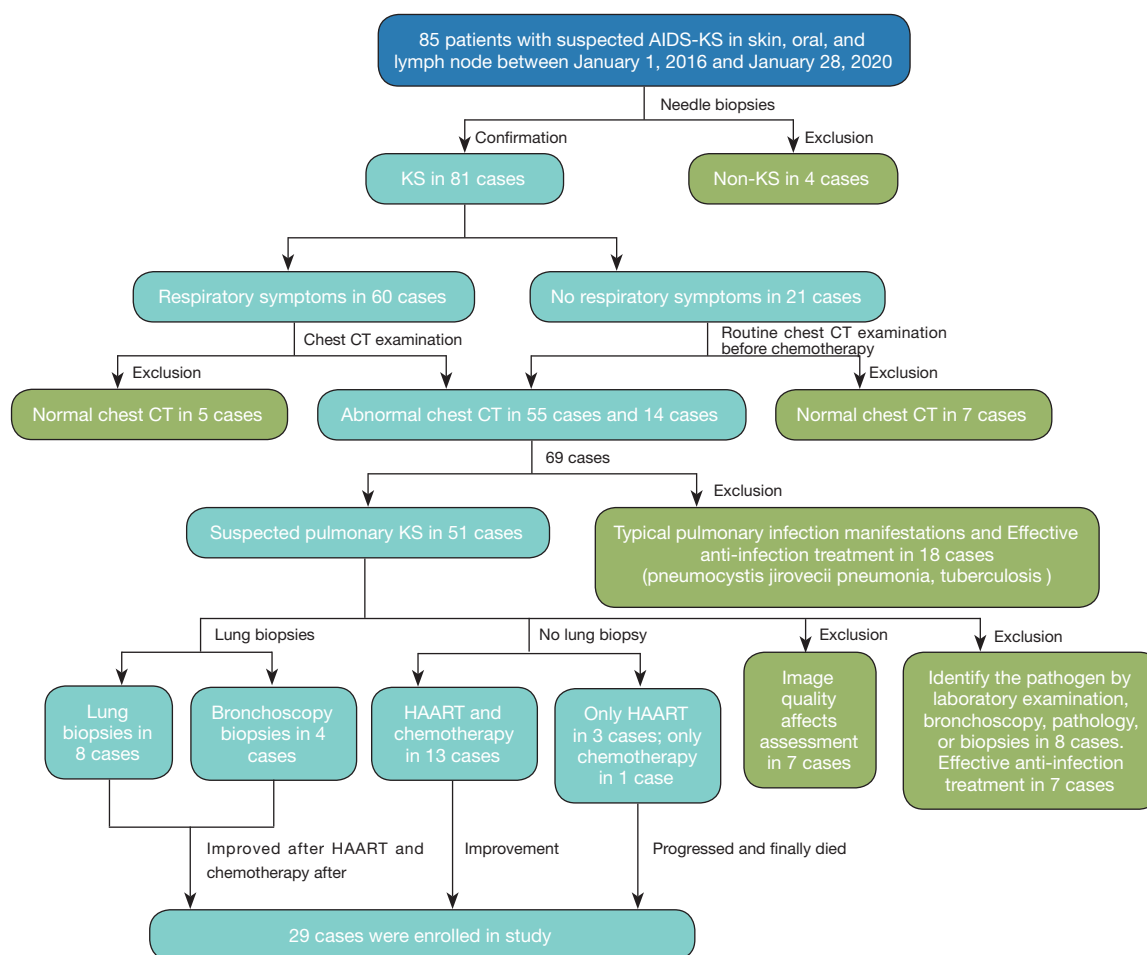 85 patients with suspected AIDS-KS in skin, oral, and
lymph node between January 1, 2016 and January 28, 2020
Needle biopsies
Confirmation
Exclusion
KS in 81 cases
Non-KS in 4 cases
Respiratory symptoms in 60 cases
No respiratory symptoms in 21 cases
Chest CT examination
Routine chest CT examination
before chemotherapy
Exclusion
Exclusion
Normal chest CT in 5 cases
Abnormal chest CT in 55 cases and 14 cases
Normal chest CT in 7 cases
69 cases
Exclusion
Suspected pulmonary KS in 51 cases
Typical pulmonary infection manifestations and Effective
anti-infection treatment in 18 cases
(pneumocystis jirovecii pneumonia, tuberculosis )
Lung biopsies
No lung biopsy
Exclusion
Exclusion
Lung
biopsies in
8 cases
Bronchoscopy
biopsies in 4
cases
HAART and
chemotherapy
in 13 cases
Only HAART
in 3 cases; only
chemotherapy
in 1 case
Image
quality
affects
assessment
in 7 cases
Identify the pathogen by
laboratory examination,
bronchoscopy, pathology,
or biopsies in 8 cases.
Effective anti-infection
treatment in 7 cases
Improved after HAART and
chemotherapy after
Improvement
Progressed and finally died
29 cases were enrolled in study